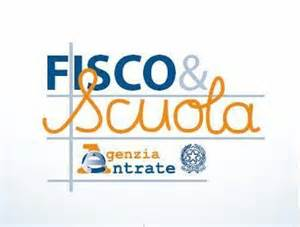 FISCO &
Scuola
Agenzia
Entrate